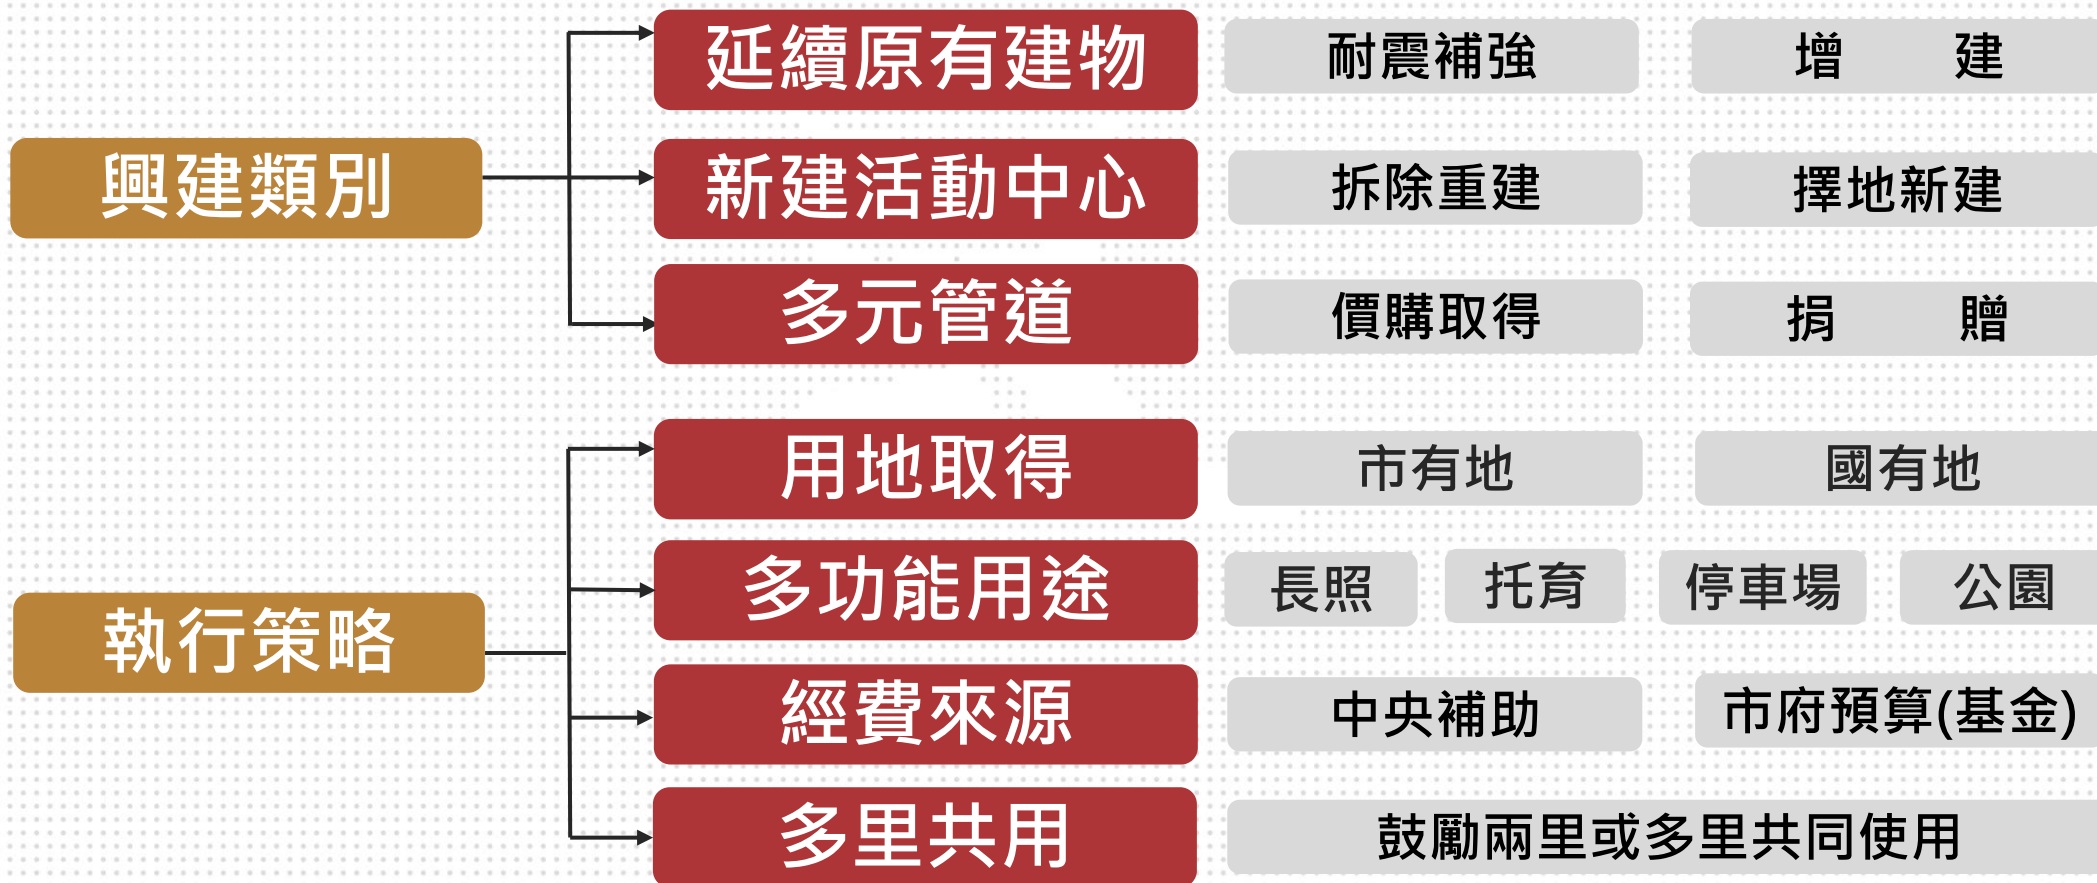 興建類別
延續原有建物
耐震補強
增建
新建活動中心
拆除重建
擇地新建
多元管道
價購取得
捐贈
執行策略
用地取得
市有地
國有地
多功能用途
長照
托育
停車場
公園
經費來源
中央補助
市府預算(基金)
多里共用
鼓勵兩里或多里共同使用